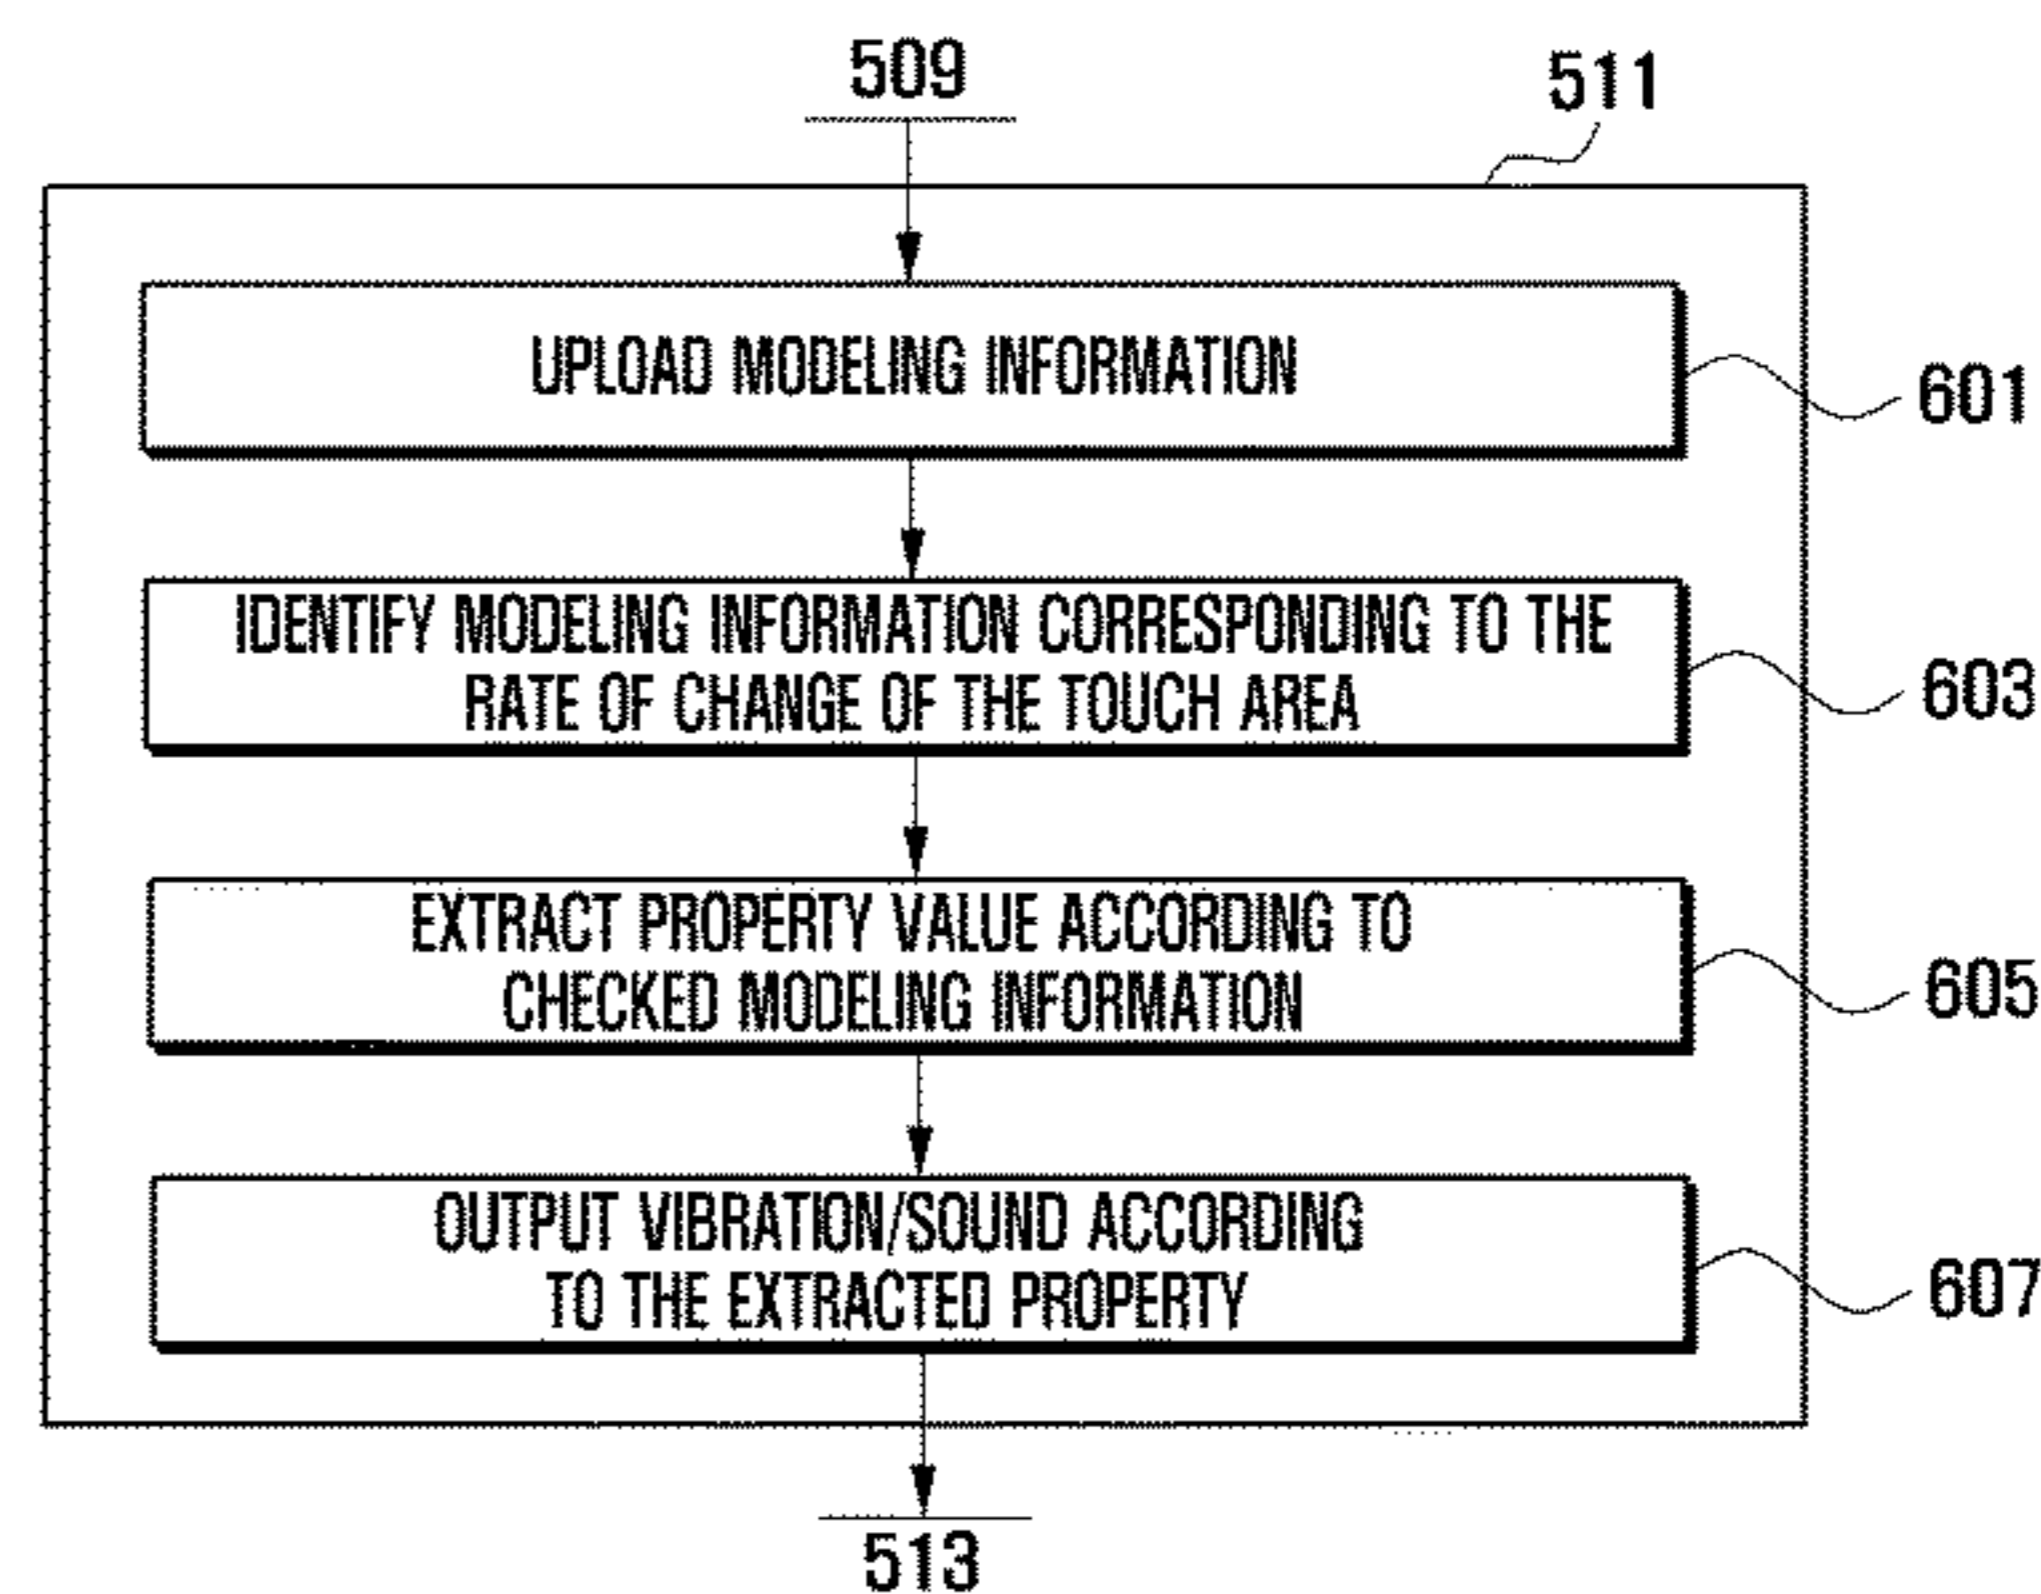 509
511
UPLOAD MODELING INFORMATION
601
IDENTIFY MODELING INFORMATION CORRESPONDING TO THE
RATE OF CHANGE OF THE TOUCH AREA
603
EXTRACT PROPERTY VALUE ACCORDING TO
CHECKED MODELING INFORMATION
605
OUTPUT VIBRATION/SOUND ACCORDING
TO THE EXTRACTED PROPERTY
607
513